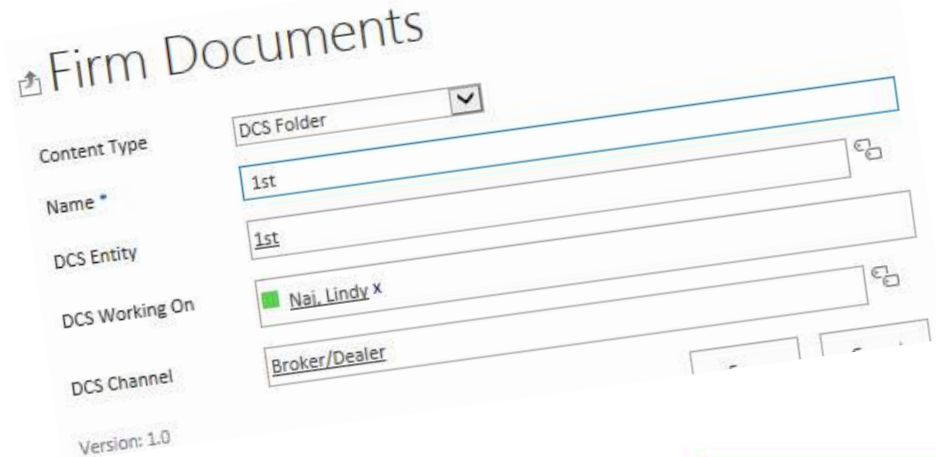 Firm Documents
Content Type DCS Folder
Name * 1st
DCS Entity 1st
DCS Working On Nai, Lindy x
DCS Channel Broker/Dealer
Version: 1.0